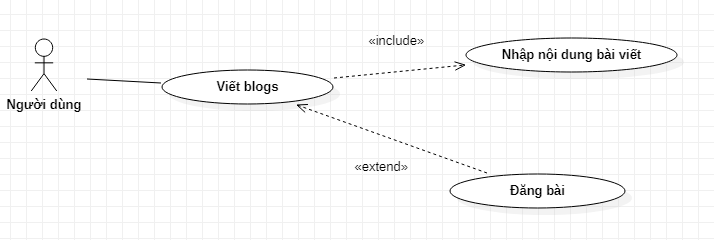 «include»
Nhập nội dung bài viết
Viết blogs
Người dùng
«extend»
Đăng bài